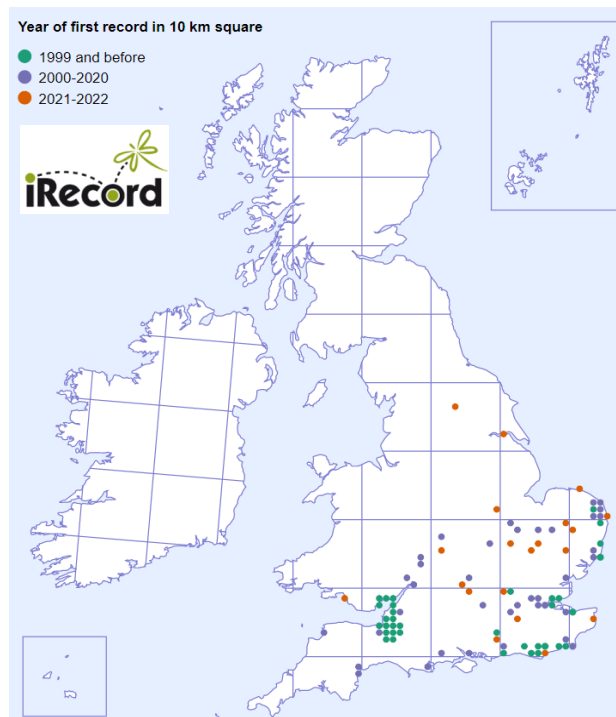 Year of first record in 10 km square
1999 and before
2000-2020
2021-2022
iRecord